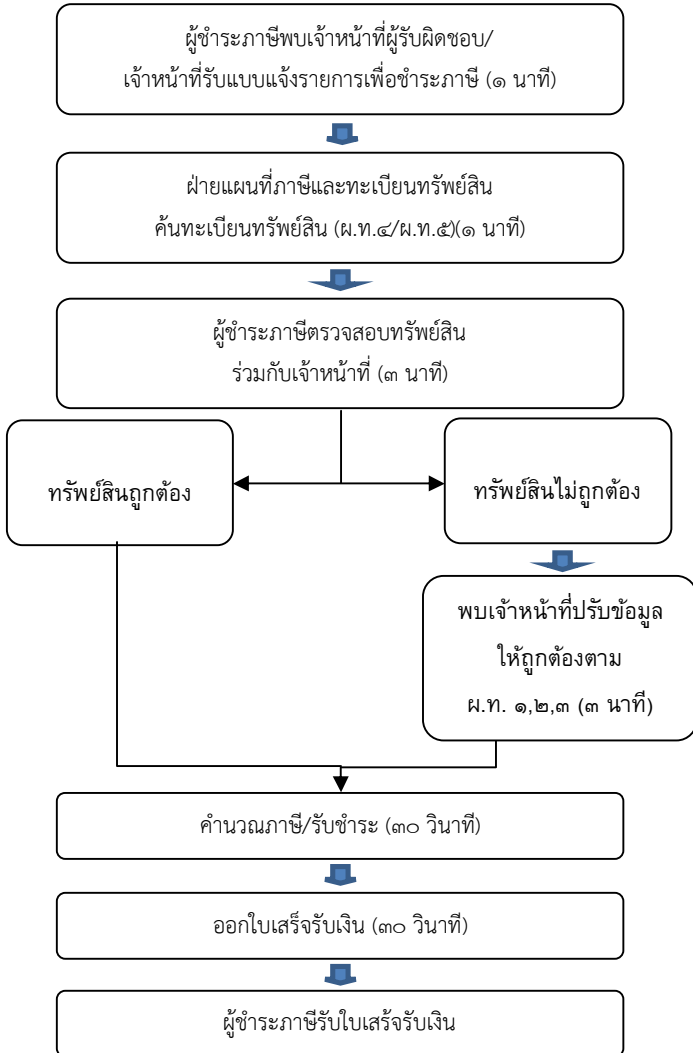 ผู้ชำระภาษีพบเจ้าหน้าที่ผู้รับผิดชอบ/
เจ้าหน้าที่รับแบบแจ้งรายการเพื่อชำระภาษี (๑ นาที)
ฝ่ายแผนที่ภาษีและทะเบียนทรัพย์สิน
ค้นทะเบียนทรัพย์สิน (ผ.ท.๔/ผ.ท.๕)(๑ นาที)
ผู้ชำระภาษีตรวจสอบทรัพย์สิน
ร่วมกับเจ้าหน้าที่ (๓ นาที)
ทรัพย์สินถูกต้อง
ทรัพย์สินไม่ถูกต้อง
พบเจ้าหน้าที่ปรับข้อมูล
ให้ถูกต้องตาม
ผ.ท. ๑,๒,๓ (๓ นาที)
คำนวณภาษี/รับชำระ (๓๐ วินาที)
ออกใบเสร็จรับเงิน (๓๐ วินาที)
ผู้ชำระภาษีรับใบเสร็จรับเงิน